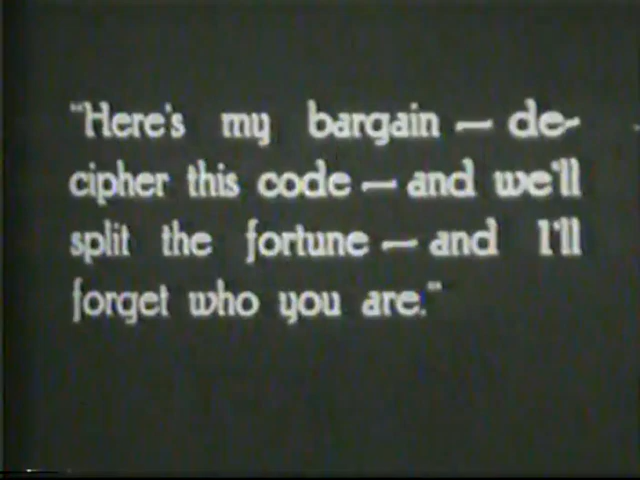 "Here's my bargain — de-
cipher this code — and we'll
split the fortune — and I'll
forget who you are."